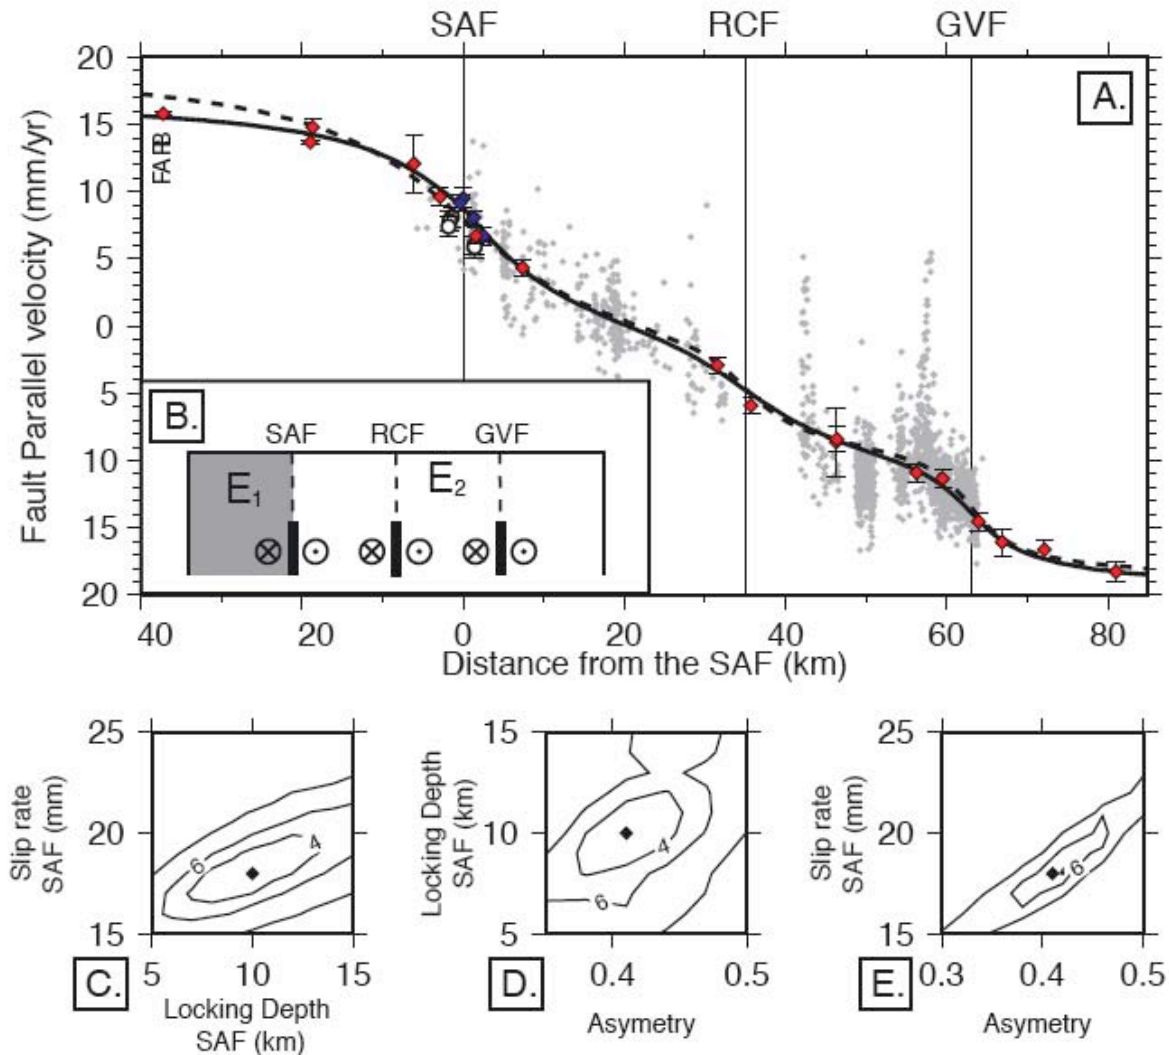 SAF RCF GVF
A.
20
15
10
5
0
5
10
15
20
Fault Parallel velocity (mm/yr)
FARB
B.
SAF RCF GVF
E1 E2
40 20 0 20 40 60 80
Distance from the SAF (km)
25
20
15
Slip rate
SAF (mm)
6 4
5 10 15
C.
Locking Depth
SAF (km)
15
10
5
Locking Depth
SAF (km)
4
6
0.4 0.5
D.
Asymetry
25
20
15
Slip rate
SAF (mm)
6
0.3 0.4 0.5
E.
Asymetry